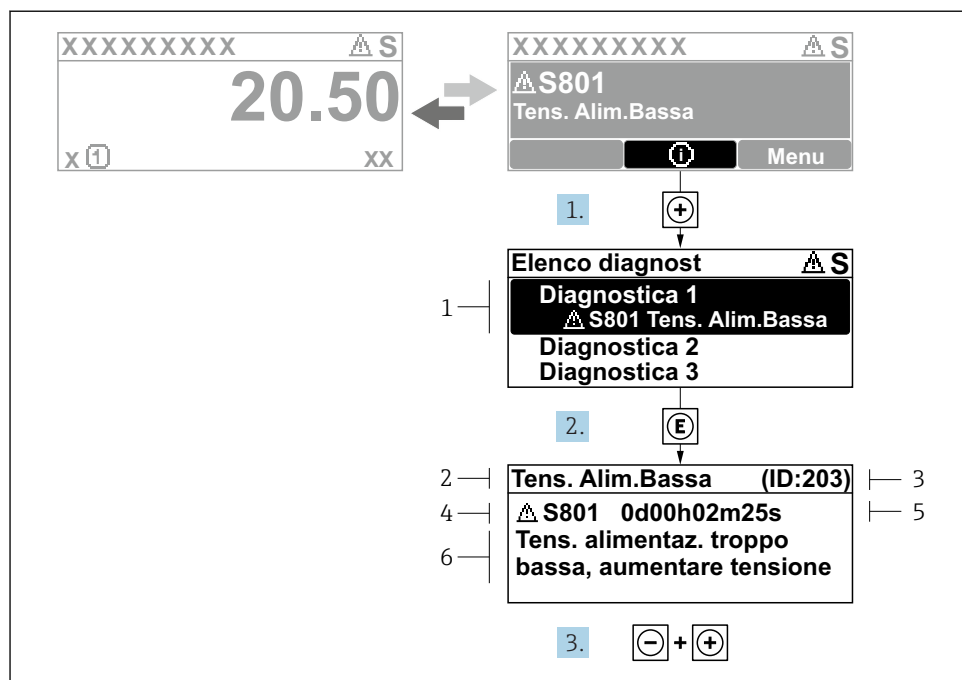 XXXXXXXXX ⚠ S
20.50
x ① xx
XXXXXXXXX ⚠ S
⚠S801
Tens. Alim.Bassa
ⓘ Menu
1. +
Elenco diagnost ⚠ S
1
Diagnostica 1
⚠ S801 Tens. Alim.Bassa
Diagnostica 2
Diagnostica 3
2. E
2 Tens. Alim.Bassa (ID:203) 3
4 ⚠ S801 0d00h02m25s 5
6
Tens. alimentaz. troppo
bassa, aumentare tensione
3. − + +